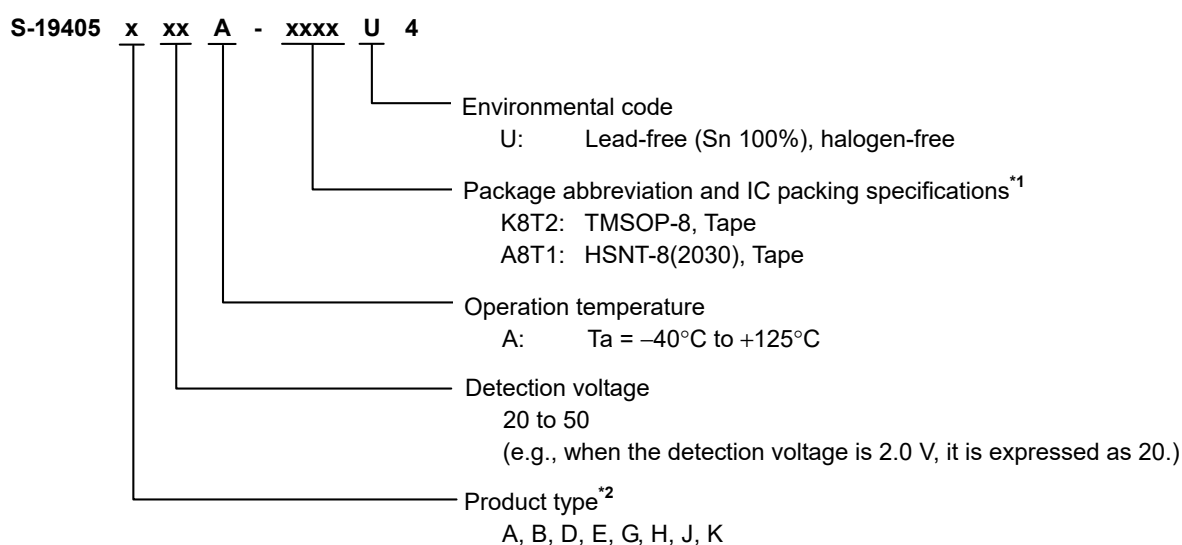 S-19405 x xx A - xxxx U 4
Environmental code
U: Lead-free (Sn 100%), halogen-free
Package abbreviation and IC packing specifications*1
K8T2: TMSOP-8, Tape
A8T1: HSNT-8(2030), Tape
Operation temperature
A: Ta = −40°C to +125°C
Detection voltage
20 to 50
(e.g., when the detection voltage is 2.0 V, it is expressed as 20.)
Product type*2
A, B, D, E, G, H, J, K